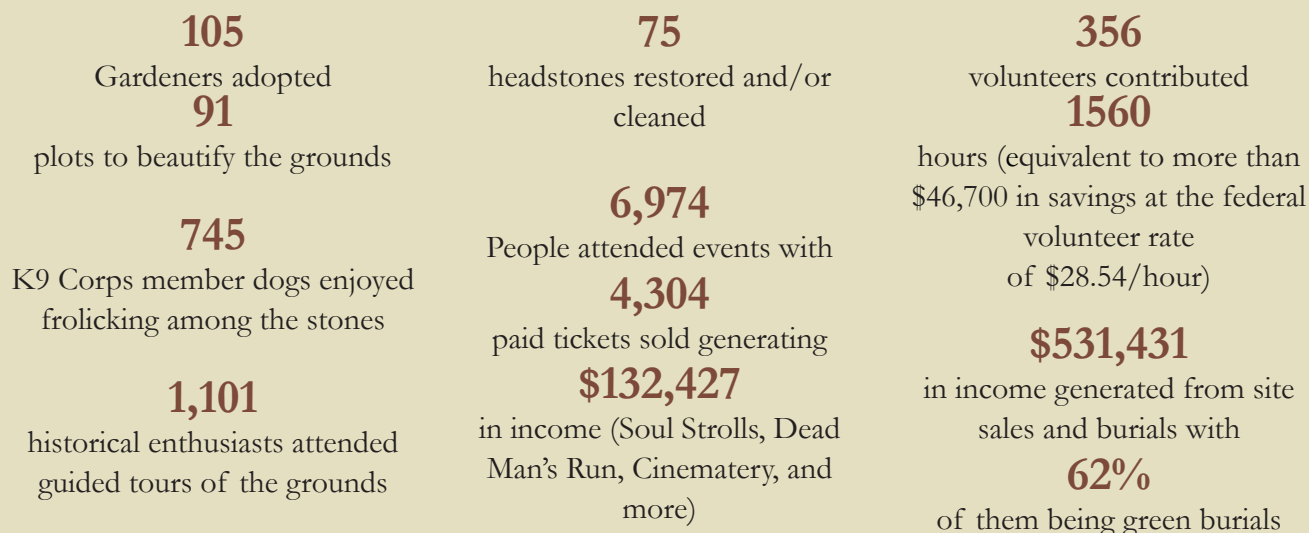 105
Gardeners adopted
91
plots to beautify the grounds
745
K9 Corps member dogs enjoyed
frolicking among the stones
1,101
historical enthusiasts attended
guided tours of the grounds
75
headstones restored and/or
cleaned
6,974
People attended events with
4,304
paid tickets sold generating
$132,427
in income (Soul Strolls, Dead
Man’s Run, Cinematery, and
more)
356
volunteers contributed
1560
hours (equivalent to more than
$46,700 in savings at the federal
volunteer rate
of $28.54/hour)
$531,431
in income generated from site
sales and burials with
62%
of them being green burials